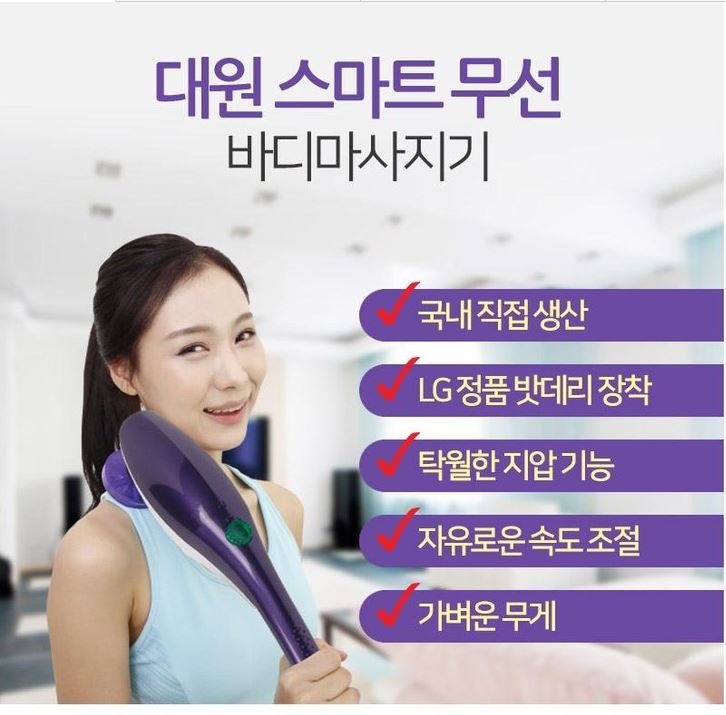 대원 스마트 무선
바디마사지기
국내 직접 생산
LG 정품 밧데리 장착
탁월한 지압 기능
자유로운 속도 조절
가벼운 무게